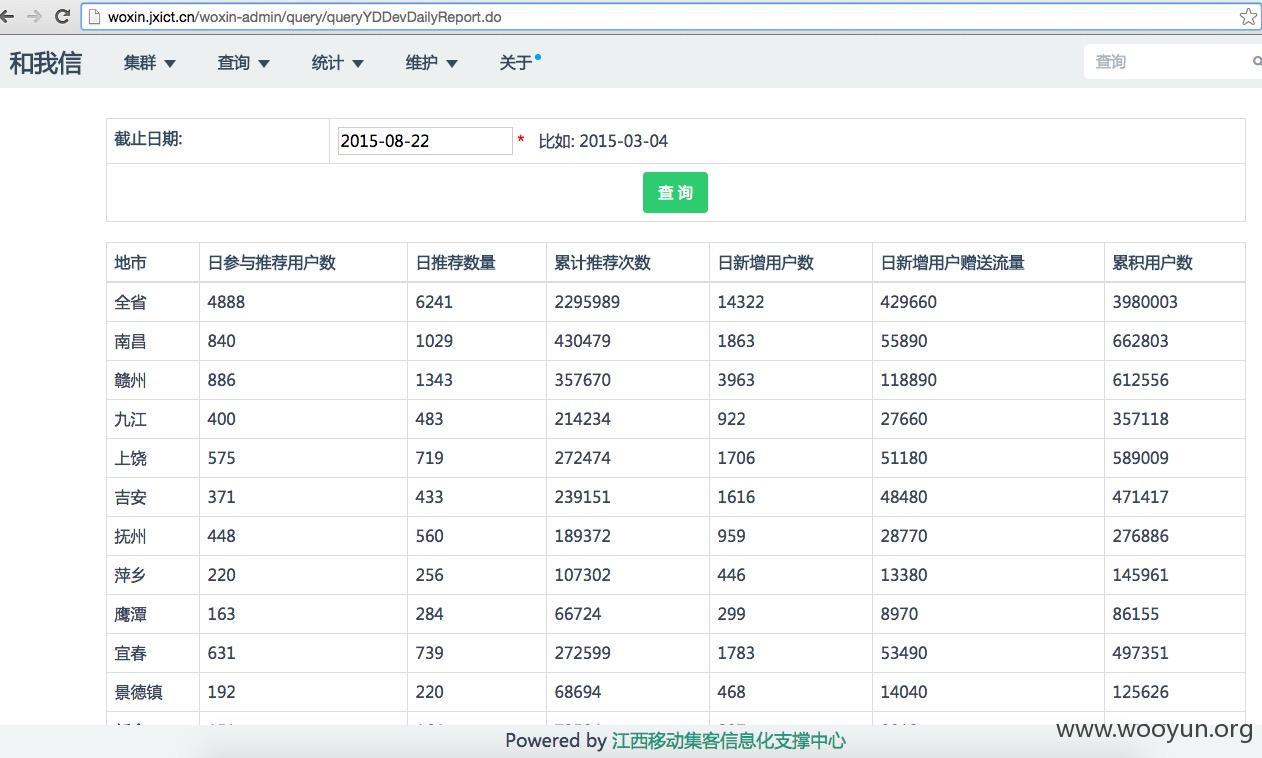 woxin.jxict.cn/woxin-admin/query/queryYDDevDailyReport.do
和我信 集群 查询 统计 维护 关于 查询
截止日期: 2015-08-22 * 比如: 2015-03-04
查 询
地市 日参与推荐用户数 日推荐数量 累计推荐次数 日新增用户数 日新增用户赠送流量 累积用户数
全省 4888 6241 2295989 14322 429660 3980003
南昌 840 1029 430479 1863 55890 662803
赣州 886 1343 357670 3963 118890 612556
九江 400 483 214234 922 27660 357118
上饶 575 719 272474 1706 51180 589009
吉安 371 433 239151 1616 48480 471417
抚州 448 560 189372 959 28770 276886
萍乡 220 256 107302 446 13380 145961
鹰潭 163 284 66724 299 8970 86155
宜春 631 739 272599 1783 53490 497351
景德镇 192 220 68694 468 14040 125626
www.wooyun.org
Powered by 江西移动集客信息化支撑中心